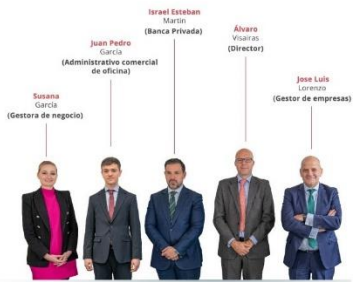 Israel Esteban
Martín
(Banca Privada)
Juan Pedro
García
(Administrativo comercial
de oficina)
Álvaro
Visairas
(Director)
Susana
García
(Gestora de negocio)
Jose Luis
Lorenzo
(Gestor de empresas)